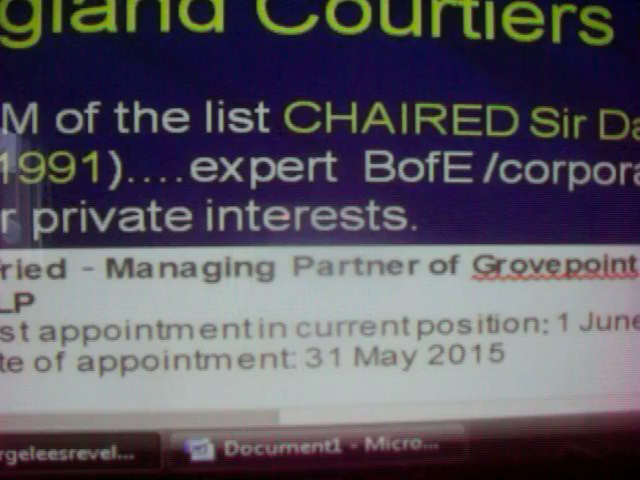 gland Courtiers
M of the list CHAIRED Sir Da
1991)....expert BofE /corpora
r private interests.
ried - Managing Partner of Grovepoint
LP
st appointment in current position: 1 June
te of appointment: 31 May 2015
rgeleesrevel...
Document1 - Micro...